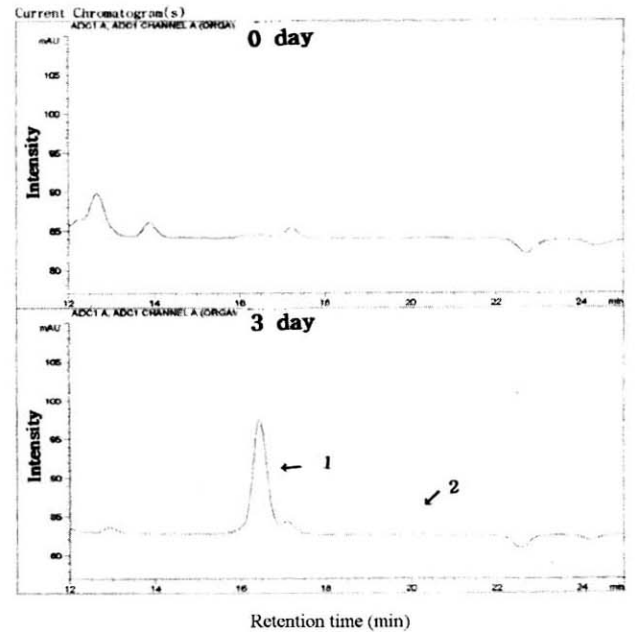 Current Chromatogram(s)
ADC1 A, ADC1 CHANNEL A (ORGA\
0 day
mAU
105
100
95
90
85
80
Intensity
12 14 16 18 20 22 24 min
ADC1 A, ADC1 CHANNEL A (ORGA\
3 day
mAU
105
100
95
90
85
80
Intensity
1
2
12 14 16 18 20 22 24 min
Retention time (min)